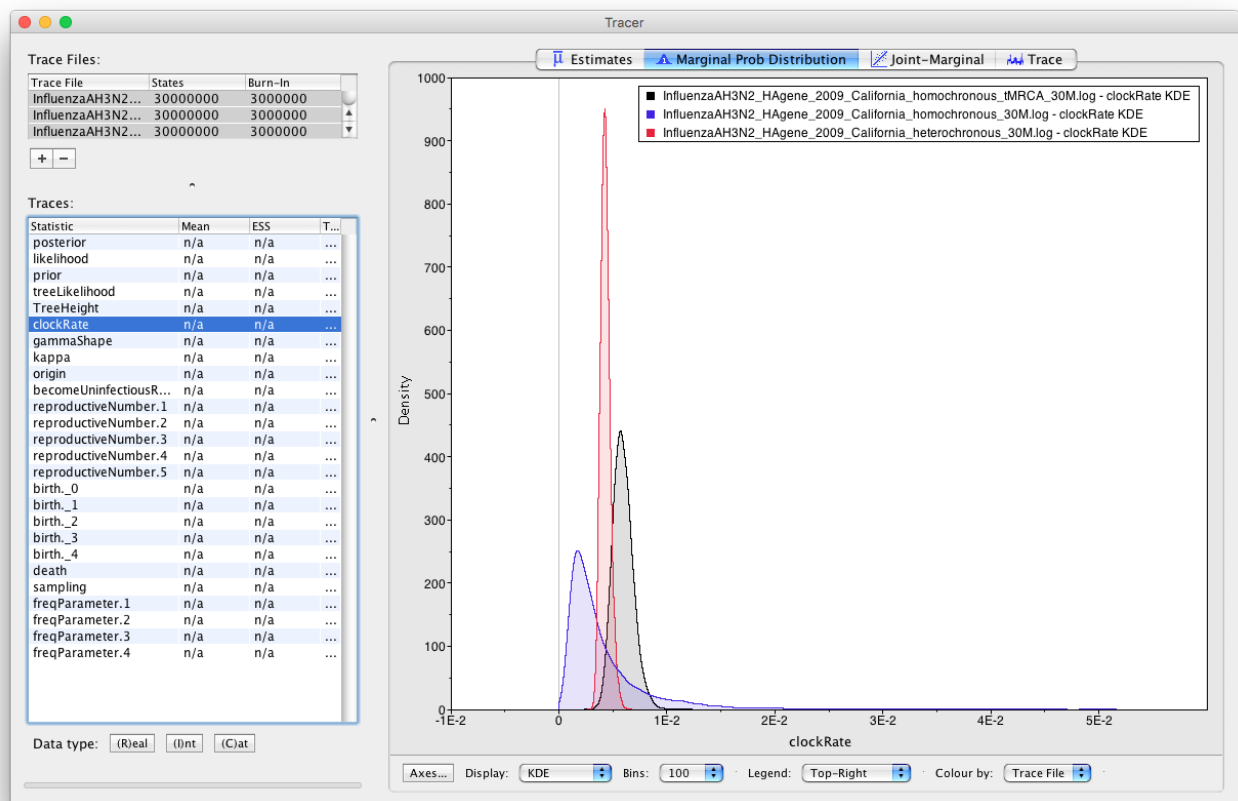 Tracer
Trace Files:
Trace File States Burn-In
InfluenzaAH3N2... 30000000 3000000
InfluenzaAH3N2... 30000000 3000000
InfluenzaAH3N2... 30000000 3000000
+ −
Traces:
Statistic Mean ESS T...
posterior n/a n/a ...
likelihood n/a n/a ...
prior n/a n/a ...
treeLikelihood n/a n/a ...
TreeHeight n/a n/a ...
clockRate n/a n/a ...
gammaShape n/a n/a ...
kappa n/a n/a ...
origin n/a n/a ...
becomeUninfectiousR... n/a n/a ...
reproductiveNumber.1 n/a n/a ...
reproductiveNumber.2 n/a n/a ...
reproductiveNumber.3 n/a n/a ...
reproductiveNumber.4 n/a n/a ...
reproductiveNumber.5 n/a n/a ...
birth._0 n/a n/a ...
birth._1 n/a n/a ...
birth._2 n/a n/a ...
birth._3 n/a n/a ...
birth._4 n/a n/a ...
death n/a n/a ...
sampling n/a n/a ...
freqParameter.1 n/a n/a ...
freqParameter.2 n/a n/a ...
freqParameter.3 n/a n/a ...
freqParameter.4 n/a n/a ...
Data type: (R)eal (I)nt (C)at
Estimates Marginal Prob Distribution Joint-Marginal Trace
InfluenzaAH3N2_HAgene_2009_California_homochronous_tMRCA_30M.log - clockRate KDE
InfluenzaAH3N2_HAgene_2009_California_homochronous_30M.log - clockRate KDE
InfluenzaAH3N2_HAgene_2009_California_heterochronous_30M.log - clockRate KDE
1000
900
800
700
600
500
400
300
200
100
0
Density
-1E-2 0 1E-2 2E-2 3E-2 4E-2 5E-2
clockRate
Axes... Display: KDE Bins: 100 Legend: Top-Right Colour by: Trace File